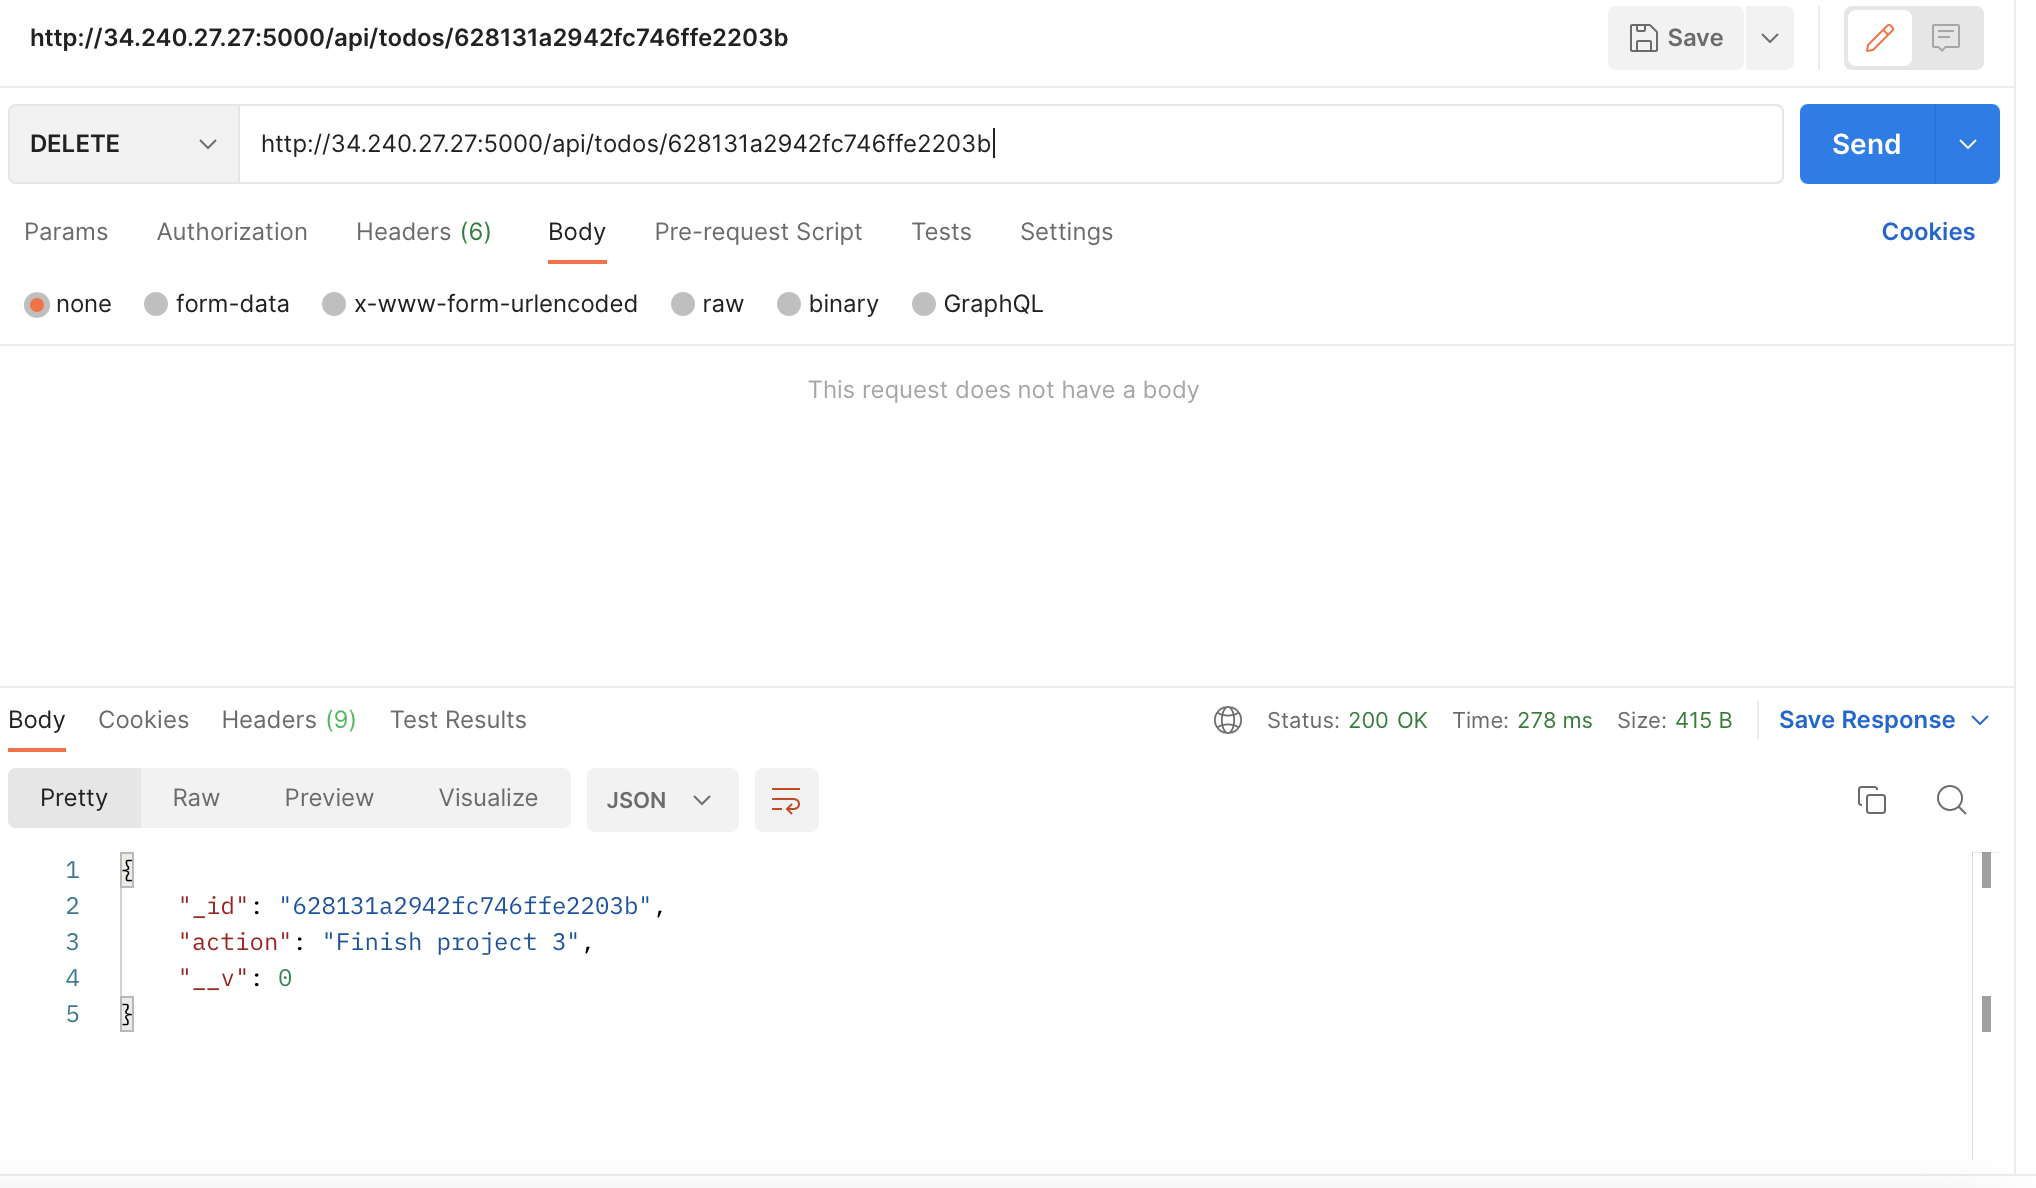 http://34.240.27.27:5000/api/todos/628131a2942fc746ffe2203b
Save
DELETE
http://34.240.27.27:5000/api/todos/628131a2942fc746ffe2203b
Send
Params Authorization Headers (6) Body Pre-request Script Tests Settings Cookies
none form-data x-www-form-urlencoded raw binary GraphQL
This request does not have a body
Body Cookies Headers (9) Test Results Status: 200 OK Time: 278 ms Size: 415 B Save Response
Pretty Raw Preview Visualize JSON
1 {
2 "_id": "628131a2942fc746ffe2203b",
3 "action": "Finish project 3",
4 "__v": 0
5 }